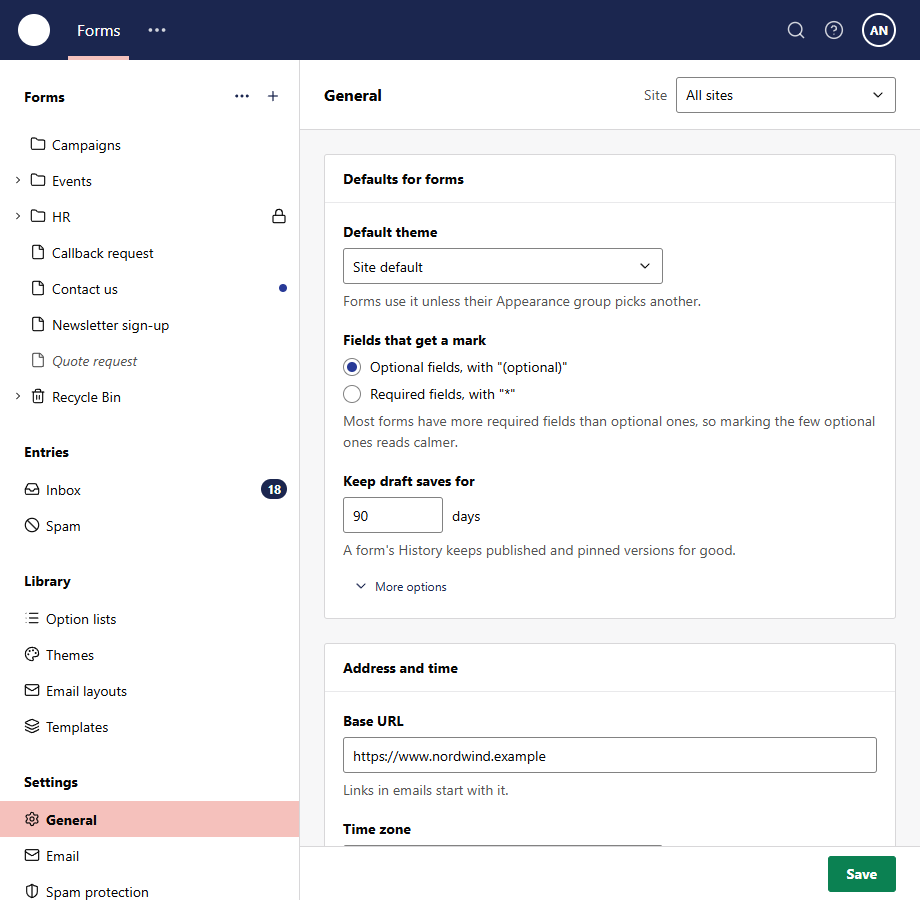 Forms
AN
Forms
Campaigns
Events
HR
Callback request
Contact us
Newsletter sign-up
Quote request
Recycle Bin
Entries
Inbox
18
Spam
Library
Option lists
Themes
Email layouts
Templates
Settings
General
Email
Spam protection
General
Site
All sites
Defaults for forms
Default theme
Site default
Forms use it unless their Appearance group picks another.
Fields that get a mark
Optional fields, with "(optional)"
Required fields, with "*"
Most forms have more required fields than optional ones, so marking the few optional
ones reads calmer.
Keep draft saves for
90 days
A form's History keeps published and pinned versions for good.
More options
Address and time
Base URL
https://www.nordwind.example
Links in emails start with it.
Time zone
Save